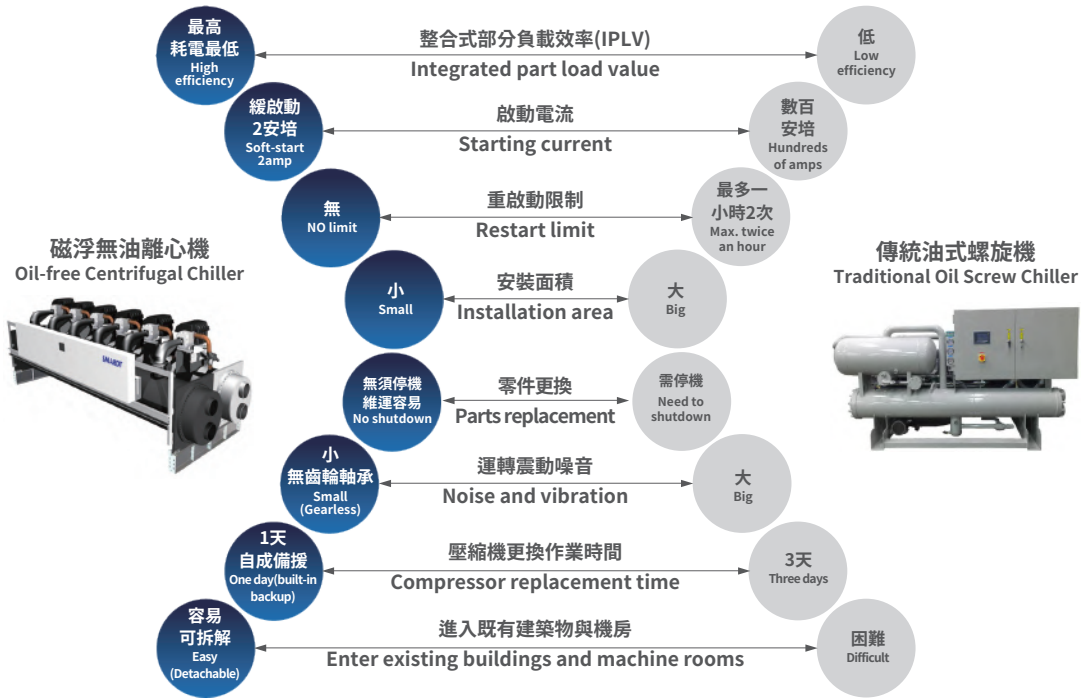 最高
耗電最低
High
efficiency
整合式部分負載效率(IPLV)
Integrated part load value
低
Low
efficiency
緩啟動
2安培
Soft-start
2amp
啟動電流
Starting current
數百
安培
Hundreds
of amps
無
NO limit
重啟動限制
Restart limit
最多一
小時2次
Max. twice
an hour
磁浮無油離心機
Oil-free Centrifugal Chiller
小
Small
安裝面積
Installation area
大
Big
傳統油式螺旋機
Traditional Oil Screw Chiller
無須停機
維運容易
No shutdown
零件更換
Parts replacement
需停機
Need to
shutdown
小
無齒輪軸承
Small
(Gearless)
運轉震動噪音
Noise and vibration
大
Big
1天
自成備援
One day(built-in
backup)
壓縮機更換作業時間
Compressor replacement time
3天
Three days
容易
可拆解
Easy
(Detachable)
進入既有建築物與機房
Enter existing buildings and machine rooms
困難
Difficult